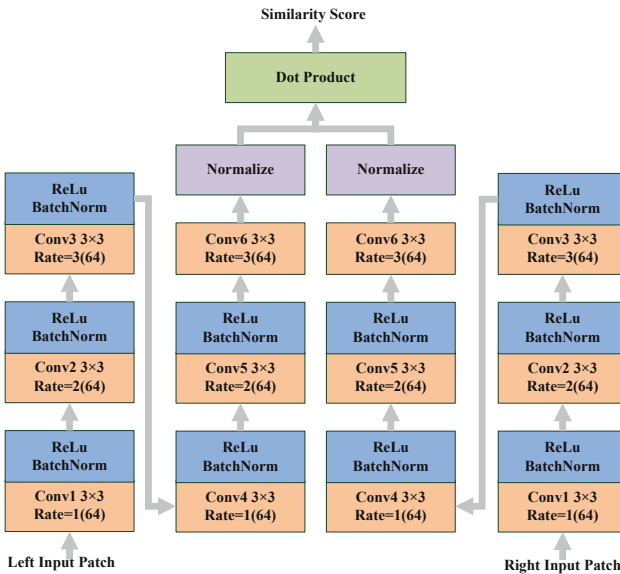 Similarity Score
Dot Product
Normalize
Normalize
ReLu
BatchNorm
Conv3 3×3
Rate=3(64)
Conv6 3×3
Rate=3(64)
Conv6 3×3
Rate=3(64)
ReLu
BatchNorm
Conv3 3×3
Rate=3(64)
ReLu
BatchNorm
Conv2 3×3
Rate=2(64)
ReLu
BatchNorm
Conv5 3×3
Rate=2(64)
ReLu
BatchNorm
Conv5 3×3
Rate=2(64)
ReLu
BatchNorm
Conv2 3×3
Rate=2(64)
ReLu
BatchNorm
Conv1 3×3
Rate=1(64)
ReLu
BatchNorm
Conv4 3×3
Rate=1(64)
ReLu
BatchNorm
Conv4 3×3
Rate=1(64)
ReLu
BatchNorm
Conv1 3×3
Rate=1(64)
Left Input Patch
Right Input Patch